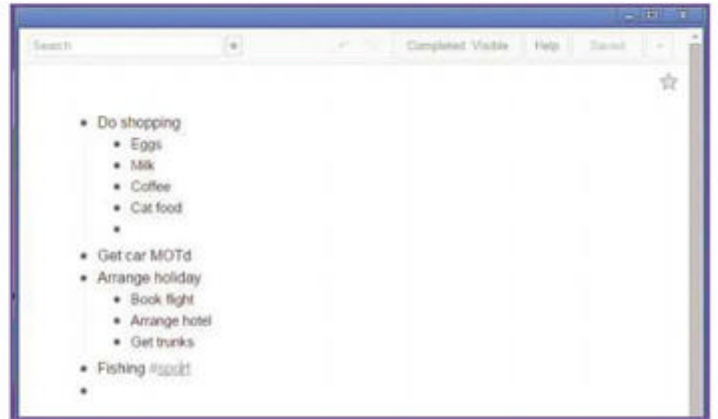 Search
Completed: Visible Help Saved
Do shopping
Eggs
Milk
Coffee
Cat food
Get car MOTd
Arrange holiday
Book flight
Arrange hotel
Get trunks
Fishing #sport